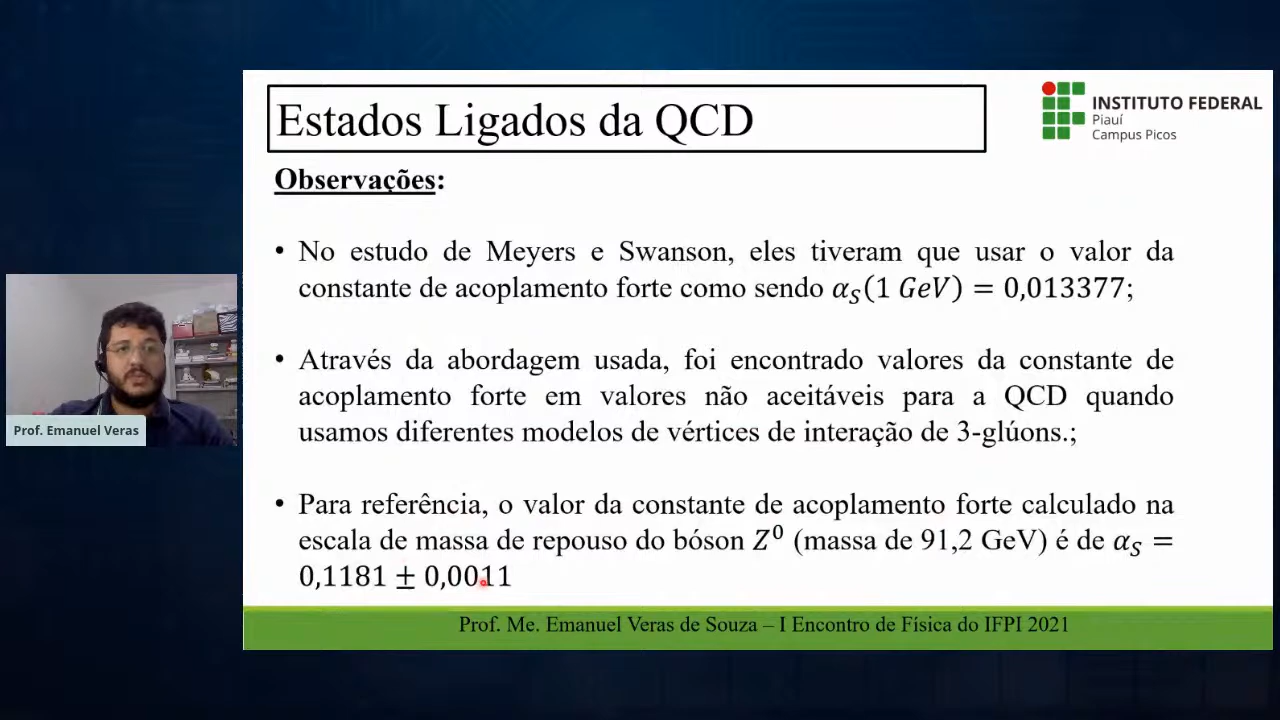 Estados Ligados da QCD
INSTITUTO FEDERAL
Piauí
Campus Picos
Observações:
• No estudo de Meyers e Swanson, eles tiveram que usar o valor da
constante de acoplamento forte como sendo α_S(1 GeV) = 0,013377;
• Através da abordagem usada, foi encontrado valores da constante de
acoplamento forte em valores não aceitáveis para a QCD quando
usamos diferentes modelos de vértices de interação de 3-glúons.;
• Para referência, o valor da constante de acoplamento forte calculado na
escala de massa de repouso do bóson Z⁰ (massa de 91,2 GeV) é de α_S =
0,1181 ± 0,0011
Prof. Emanuel Veras
Prof. Me. Emanuel Veras de Souza – I Encontro de Física do IFPI 2021